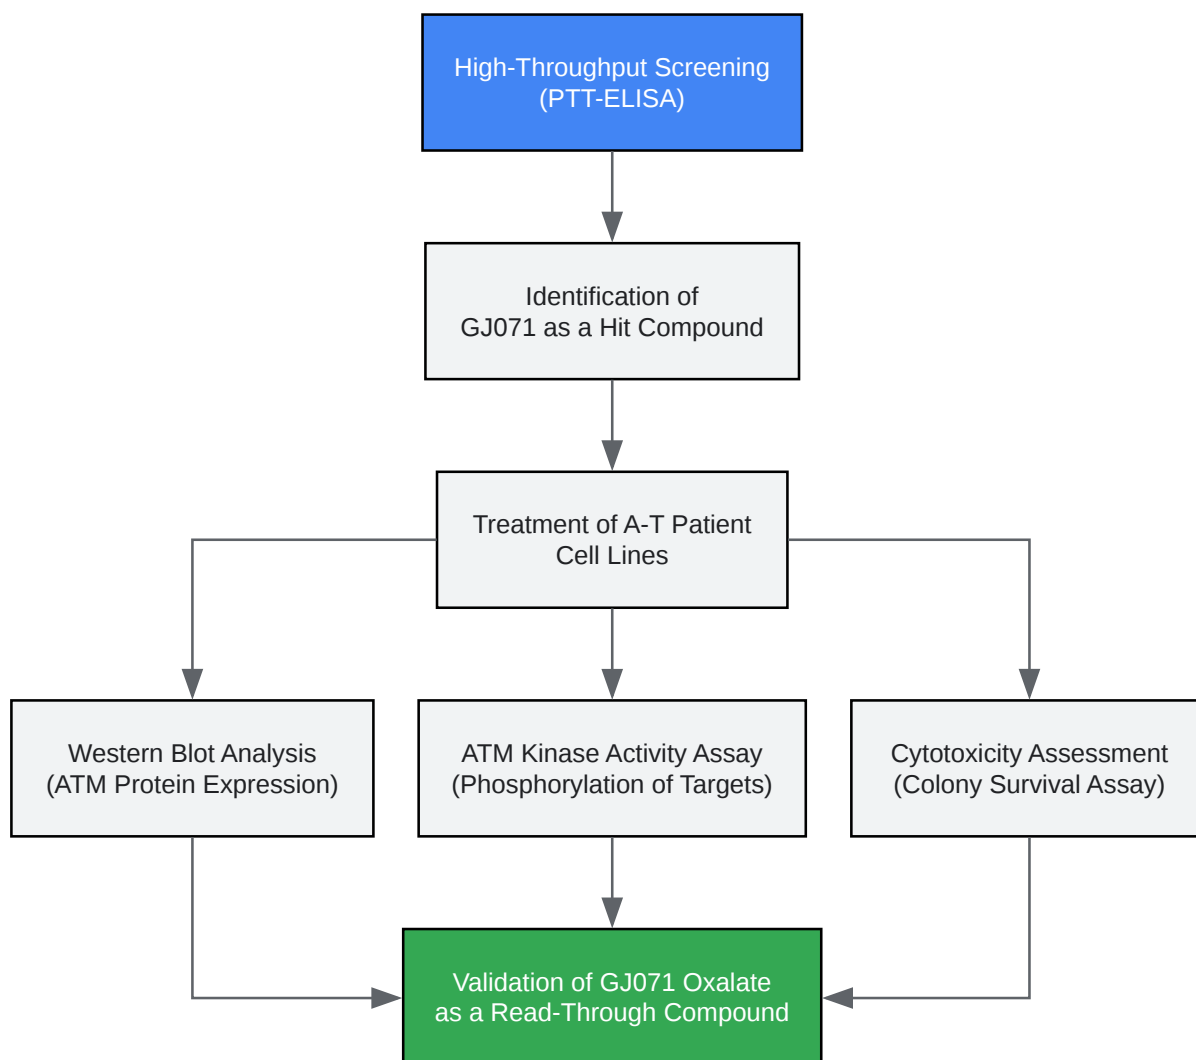 High-Throughput Screening
(PTT-ELISA)
Identification of
GJ071 as a Hit Compound
Treatment of A-T Patient
Cell Lines
Western Blot Analysis
(ATM Protein Expression)
ATM Kinase Activity Assay
(Phosphorylation of Targets)
Cytotoxicity Assessment
(Colony Survival Assay)
Validation of GJ071 Oxalate
as a Read-Through Compound